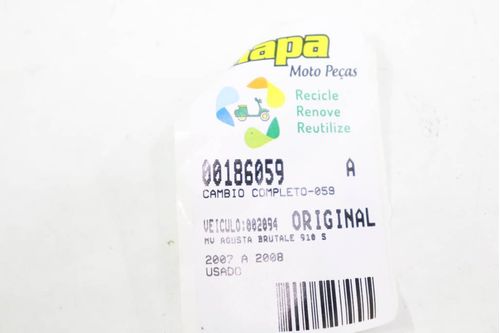 apa
Moto Peças
Recicle
Renove
Reutilize
00186059 A
CAMBIO COMPLETO-059
VEICULO:002094 ORIGINAL
MV AGUSTA BRUTALE 910 S
2007 A 2008
USADO